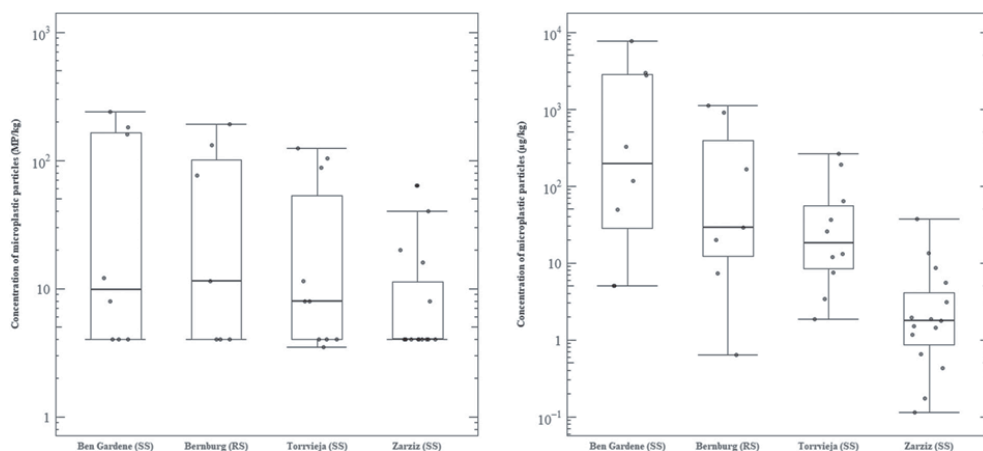 Concentration of microplastic particles (MP/kg)
10³
10²
10
1
Ben Gardene (SS) Bernburg (RS) Torrvieja (SS) Zarziz (SS)
Concentration of microplastic particles (µg/kg)
10⁴
10³
10²
10
1
10⁻¹
Ben Gardene (SS) Bernburg (RS) Torrvieja (SS) Zarziz (SS)